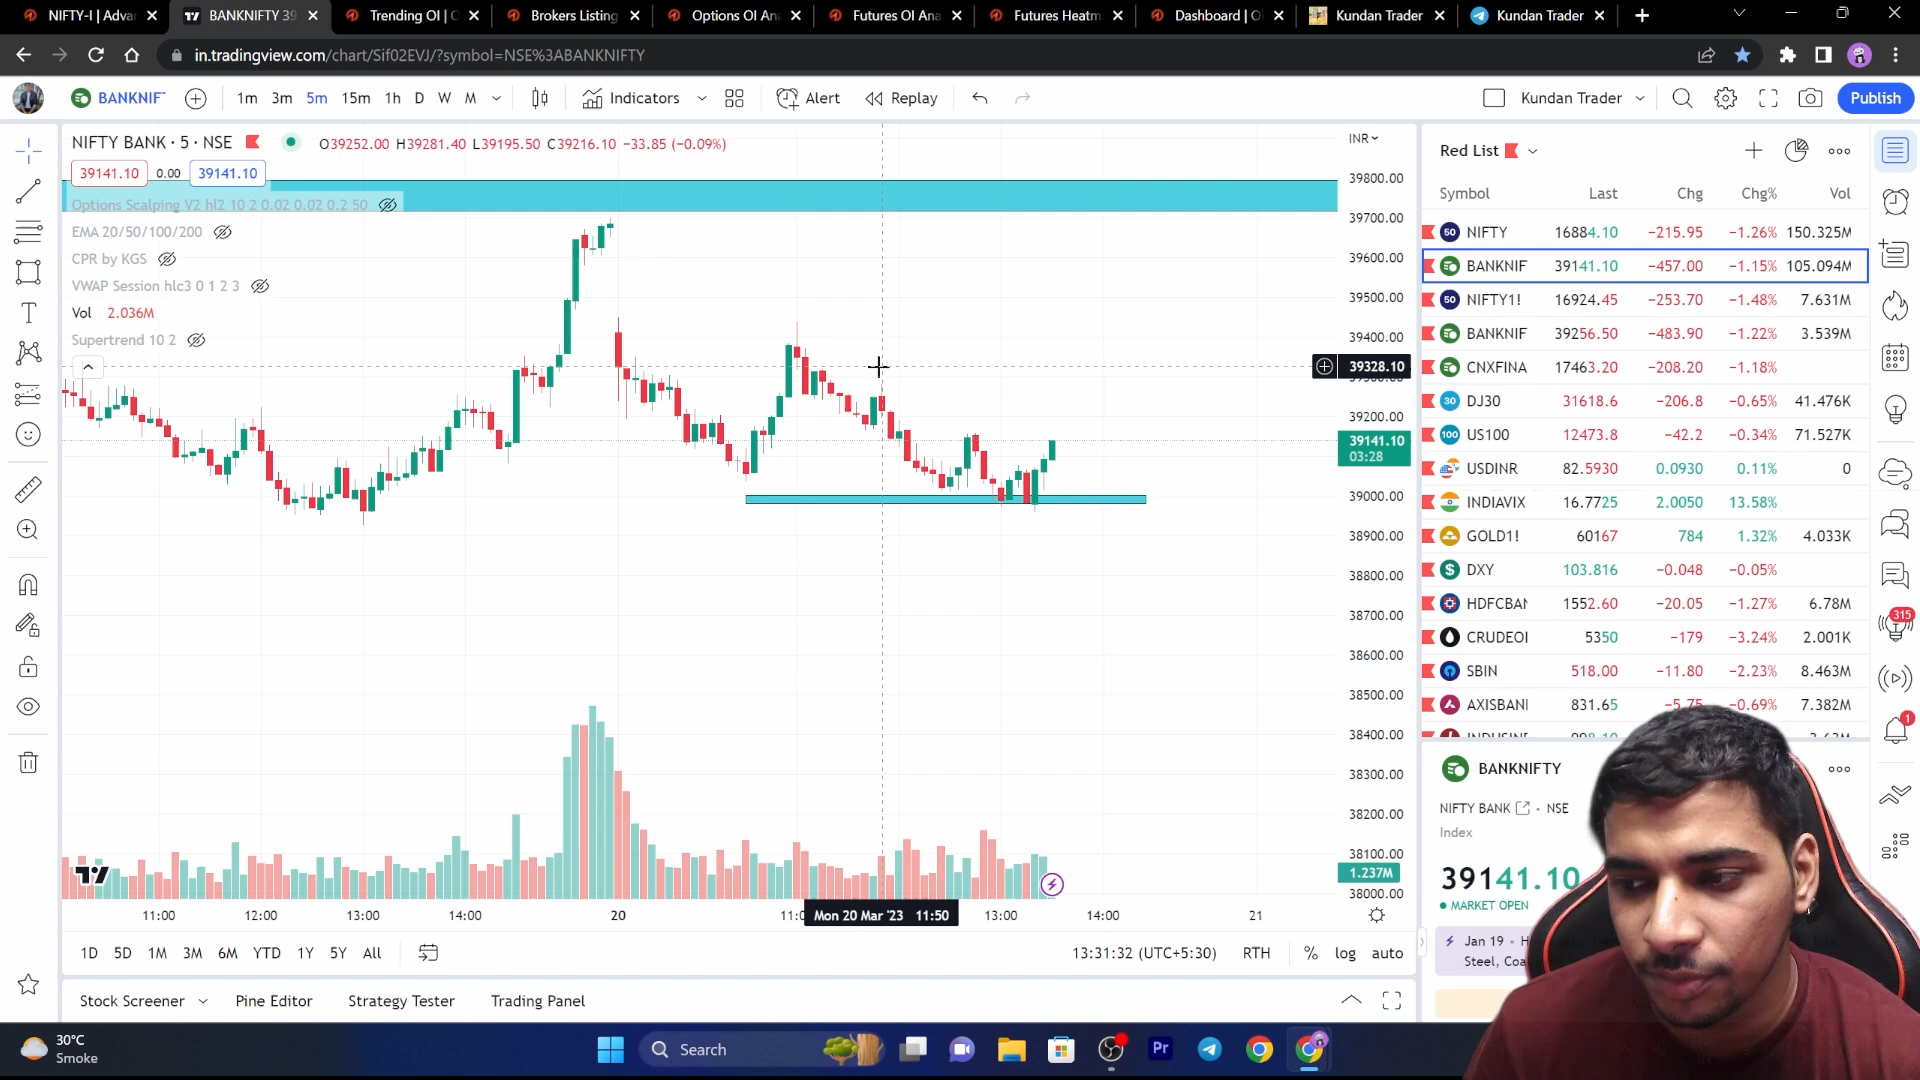 NIFTY-I | Advan
BANKNIFTY 39
Trending OI | O
Brokers Listing
Options OI Ana
Futures OI Ana
Futures Heatm
Dashboard | Oi
Kundan Trader
Kundan Trader
in.tradingview.com/chart/Sif02EVJ/?symbol=NSE%3ABANKNIFTY
BANKNIF
1m 3m 5m 15m 1h D W M
Indicators
Alert
Replay
Kundan Trader
Publish
NIFTY BANK · 5 · NSE
O39252.00 H39281.40 L39195.50 C39216.10 −33.85 (−0.09%)
INR
39141.10 0.00 39141.10
Options Scalping V2 hl2 10 2 0.02 0.02 0.2 50
EMA 20/50/100/200
CPR by KGS
VWAP Session hlc3 0 1 2 3
Vol 2.036M
Supertrend 10 2
39800.00
39700.00
39600.00
39500.00
39400.00
39328.10
39300.00
39200.00
39141.10
03:28
39000.00
38900.00
38800.00
38700.00
38600.00
38500.00
38400.00
38300.00
38200.00
38100.00
1.237M
38000.00
11:00 12:00 13:00 14:00 20 11:0 Mon 20 Mar '23 11:50 13:00 14:00 21
1D 5D 1M 3M 6M YTD 1Y 5Y All
13:31:32 (UTC+5:30) RTH % log auto
Stock Screener
Pine Editor
Strategy Tester
Trading Panel
Red List
Symbol Last Chg Chg% Vol
50 NIFTY 16884.10 −215.95 −1.26% 150.325M
BANKNIF 39141.10 −457.00 −1.15% 105.094M
50 NIFTY1! 16924.45 −253.70 −1.48% 7.631M
BANKNIF 39256.50 −483.90 −1.22% 3.539M
CNXFINA 17463.20 −208.20 −1.18%
30 DJ30 31618.6 −206.8 −0.65% 41.476K
100 US100 12473.8 −42.2 −0.34% 71.527K
USDINR 82.5930 0.0930 0.11% 0
INDIAVIX 16.7725 2.0050 13.58%
GOLD1! 60167 784 1.32% 4.033K
$ DXY 103.816 −0.048 −0.05%
HDFCBAN 1552.60 −20.05 −1.27% 6.78M
CRUDEOI 5350 −179 −3.24% 2.001K
SBIN 518.00 −11.80 −2.23% 8.463M
AXISBANI 831.65 −5.75 −0.69% 7.382M
315
1
BANKNIFTY
NIFTY BANK · NSE
Index
39141.10
MARKET OPEN
Jan 19 · H
Steel, Coa
30°C
Smoke
Search
Pr